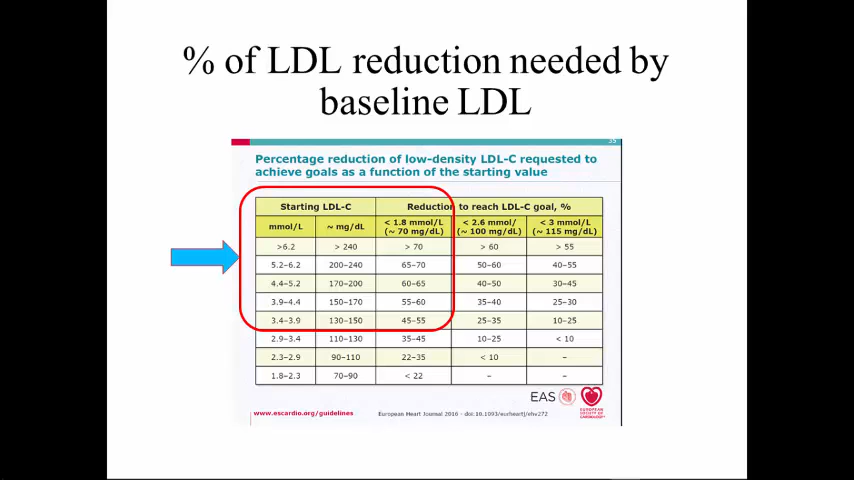 % of LDL reduction needed by
baseline LDL
35
Percentage reduction of low-density LDL-C requested to
achieve goals as a function of the starting value
Starting LDL-C Reduction to reach LDL-C goal, %
mmol/L ~ mg/dL < 1.8 mmol/L (~ 70 mg/dL) < 2.6 mmol/ (~ 100 mg/dL) < 3 mmol/L (~ 115 mg/dL)
>6.2 > 240 > 70 > 60 > 55
5.2–6.2 200–240 65–70 50–60 40–55
4.4–5.2 170–200 60–65 40–50 30–45
3.9–4.4 150–170 55–60 35–40 25–30
3.4–3.9 130–150 45–55 25–35 10–25
2.9–3.4 110–130 35–45 10–25 < 10
2.3–2.9 90–110 22–35 < 10 –
1.8–2.3 70–90 < 22 – –
EAS
EUROPEAN
SOCIETY OF
CARDIOLOGY
www.escardio.org/guidelines European Heart Journal 2016 - doi:10.1093/eurheartj/ehv272